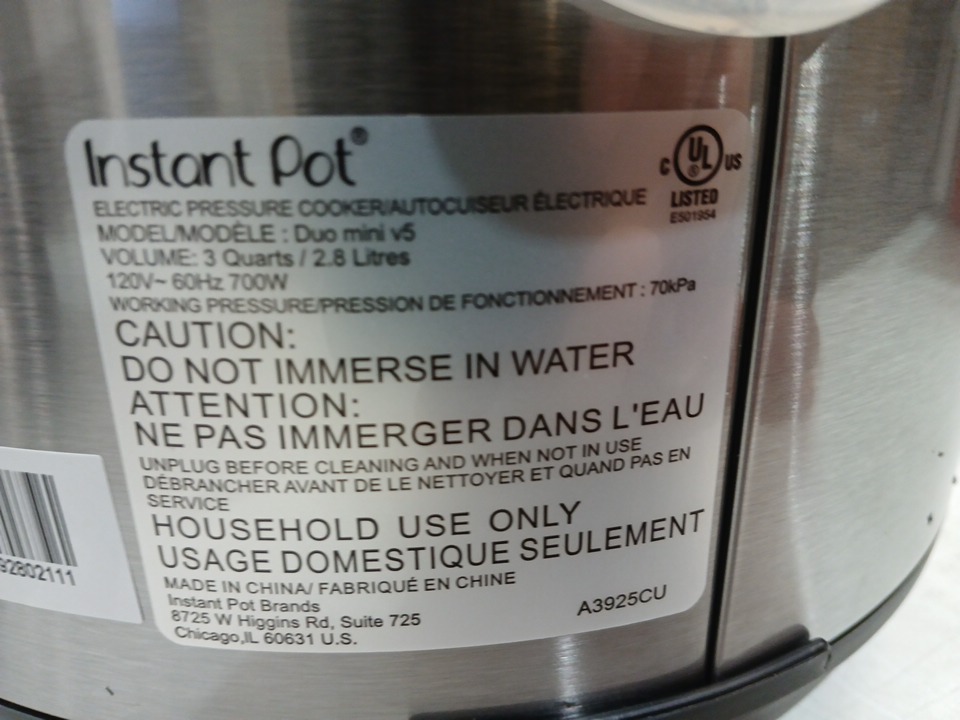 Instant Pot®
C UL US
LISTED
E501954
ELECTRIC PRESSURE COOKER/AUTOCUISEUR ÉLECTRIQUE
MODEL/MODÈLE : Duo mini v5
VOLUME: 3 Quarts / 2.8 Litres
120V~ 60Hz 700W
WORKING PRESSURE/PRESSION DE FONCTIONNEMENT : 70kPa
CAUTION:
DO NOT IMMERSE IN WATER
ATTENTION:
NE PAS IMMERGER DANS L'EAU
UNPLUG BEFORE CLEANING AND WHEN NOT IN USE
DÉBRANCHER AVANT DE LE NETTOYER ET QUAND PAS EN
SERVICE
HOUSEHOLD USE ONLY
USAGE DOMESTIQUE SEULEMENT
MADE IN CHINA/ FABRIQUÉ EN CHINE
Instant Pot Brands
8725 W Higgins Rd, Suite 725
Chicago,IL 60631 U.S.
A3925CU
92802111